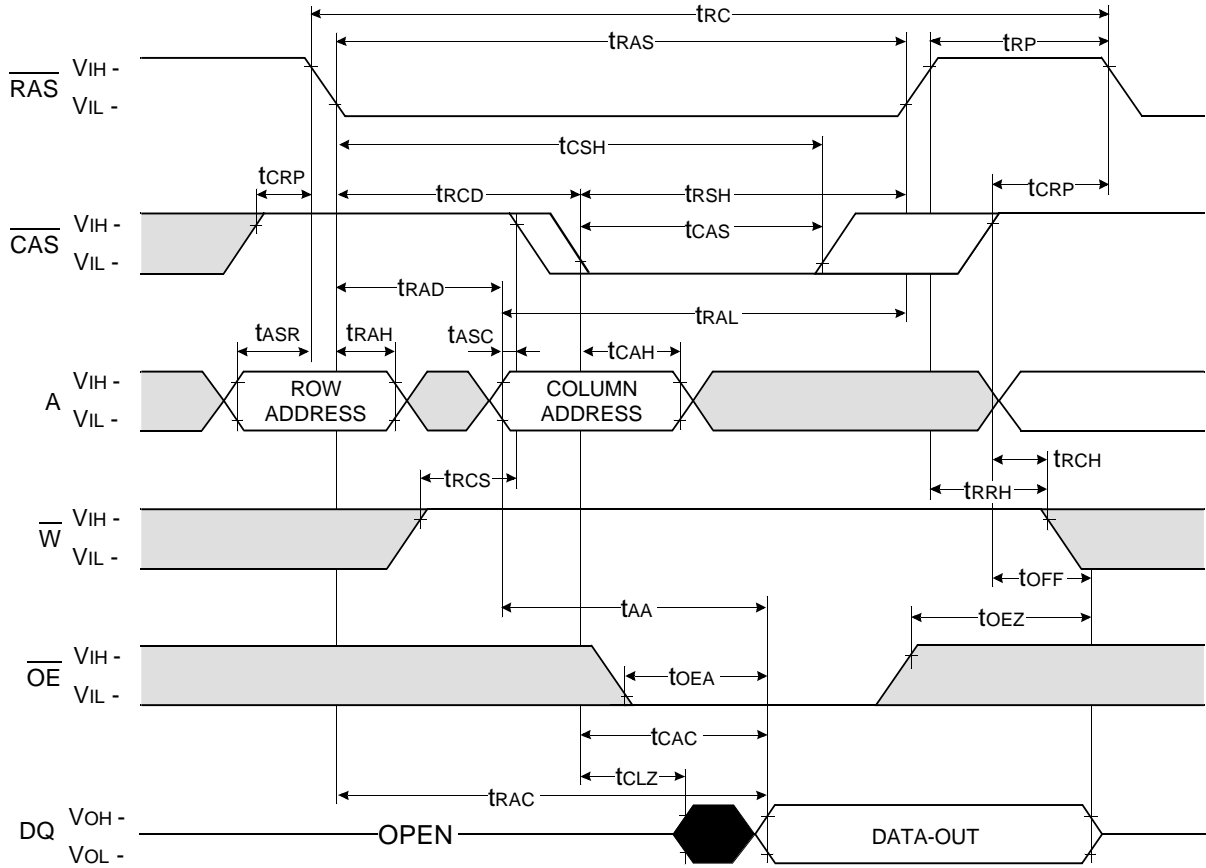 tRC
tRAS
tRP
RAS
VIH -
VIL -
tCSH
tCRP
tRCD
tRSH
tCRP
CAS
VIH -
VIL -
tCAS
tRAD
tRAL
tASR
tRAH
tASC
tCAH
A
VIH -
VIL -
ROW
ADDRESS
COLUMN
ADDRESS
tRCH
tRCS
tRRH
W
VIH -
VIL -
tOFF
tAA
tOEZ
OE
VIH -
VIL -
tOEA
tCAC
tCLZ
tRAC
DQ
VOH -
VOL -
OPEN
DATA-OUT